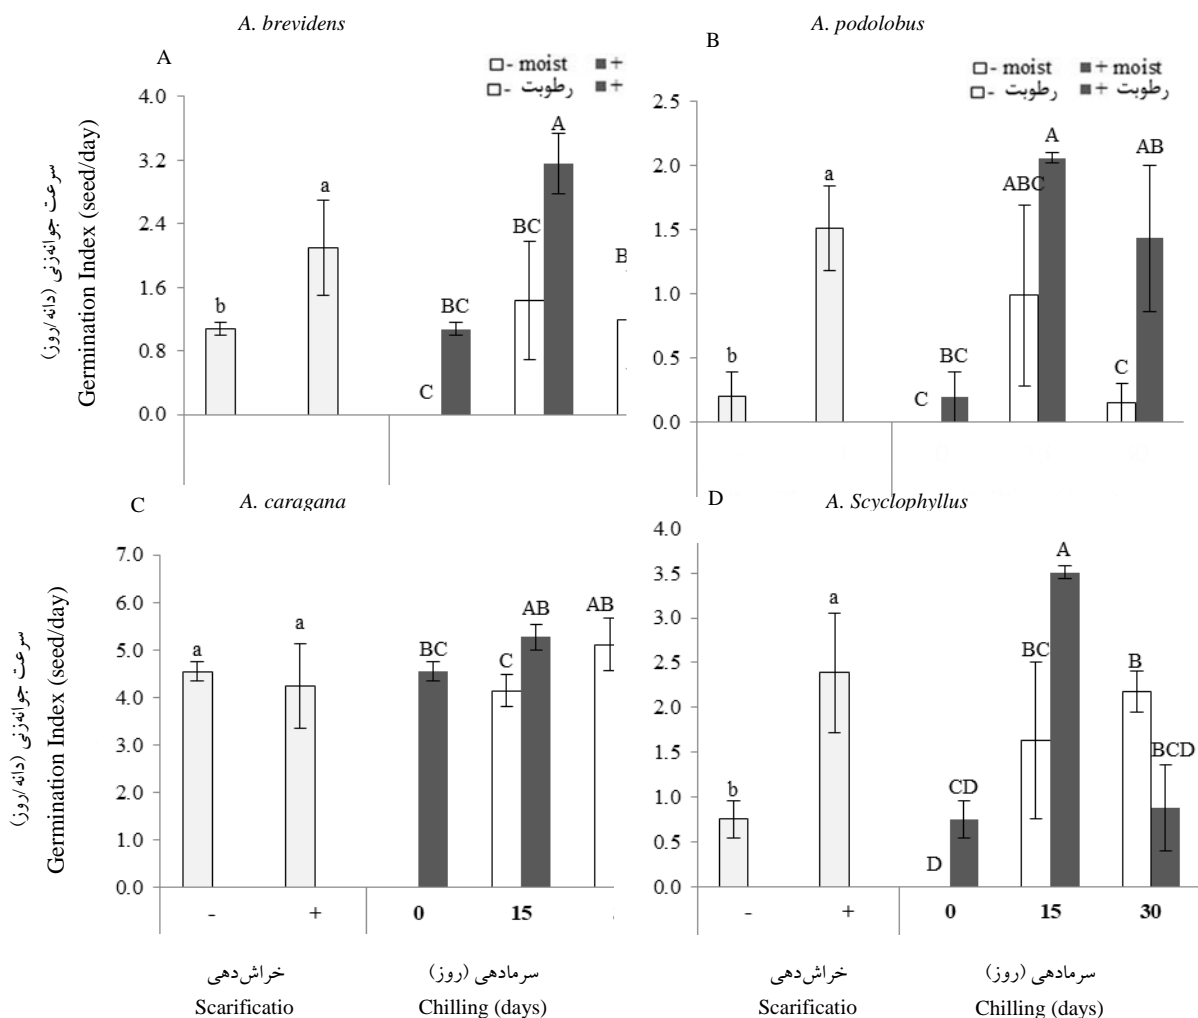 A. brevidens
A
- moist +
- رطوبت +
سرعت جوانه‌زنی (دانه/روز)
Germination Index (seed/day)
4.0
3.2
2.4
1.6
0.8
0.0
b
a
C
BC
BC
A
B
A. podolobus
B
- moist + moist
- رطوبت + رطوبت
2.5
2.0
1.5
1.0
0.5
0.0
b
a
C
BC
ABC
A
C
AB
A. caragana
C
سرعت جوانه‌زنی (دانه/روز)
Germination Index (seed/day)
7.0
6.0
5.0
4.0
3.0
2.0
1.0
0.0
a
a
BC
C
AB
AB
- + 0 15
خراش‌دهی
Scarificatio
سرمادهی (روز)
Chilling (days)
A. Scyclophyllus
D
4.0
3.5
3.0
2.5
2.0
1.5
1.0
0.5
0.0
b
a
D
CD
BC
A
B
BCD
- + 0 15 30
خراش‌دهی
Scarificatio
سرمادهی (روز)
Chilling (days)